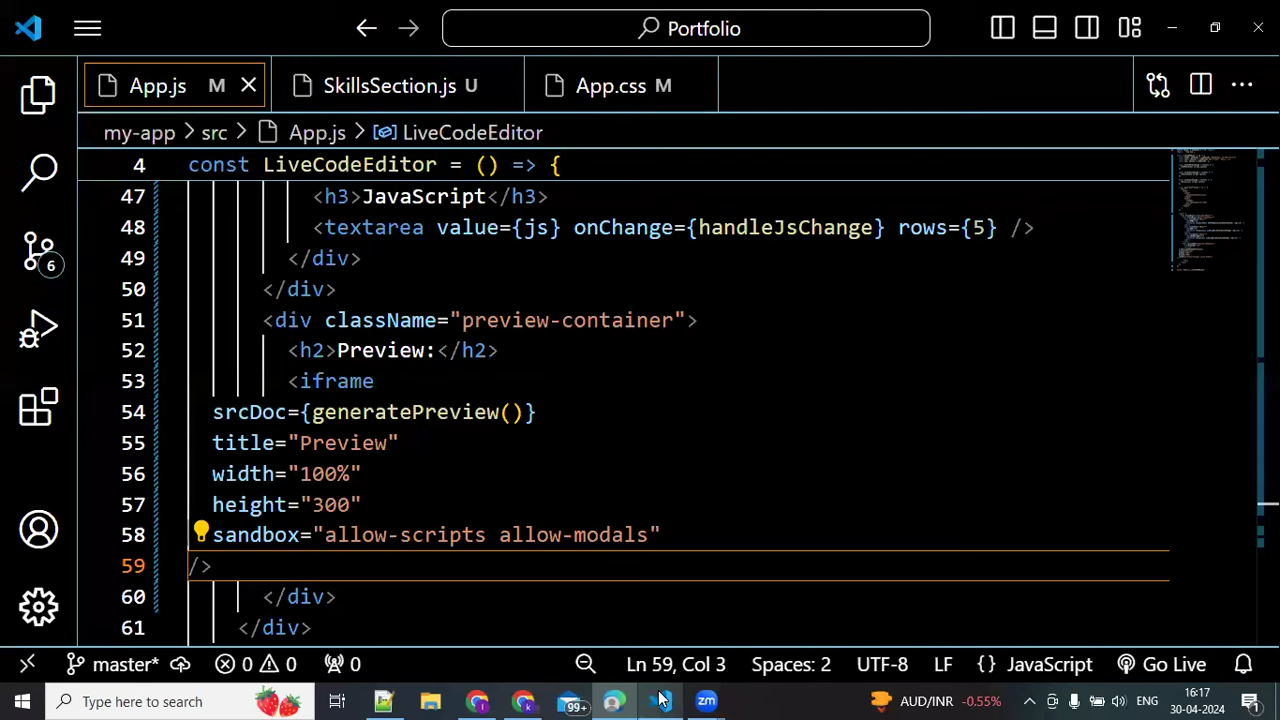 Portfolio
App.js M
SkillsSection.js U
App.css M
my-app > src > App.js > LiveCodeEditor
4 const LiveCodeEditor = () => {
47 <h3>JavaScript</h3>
48 <textarea value={js} onChange={handleJsChange} rows={5} />
49 </div>
50 </div>
51 <div className="preview-container">
52 <h2>Preview:</h2>
53 <iframe
54 srcDoc={generatePreview()}
55 title="Preview"
56 width="100%"
57 height="300"
58 sandbox="allow-scripts allow-modals"
59 />
60 </div>
61 </div>
6
master* 0 0 0 Ln 59, Col 3 Spaces: 2 UTF-8 LF {} JavaScript Go Live
Type here to search 99+ zm AUD/INR -0.55% ENG 16:17
30-04-2024 1